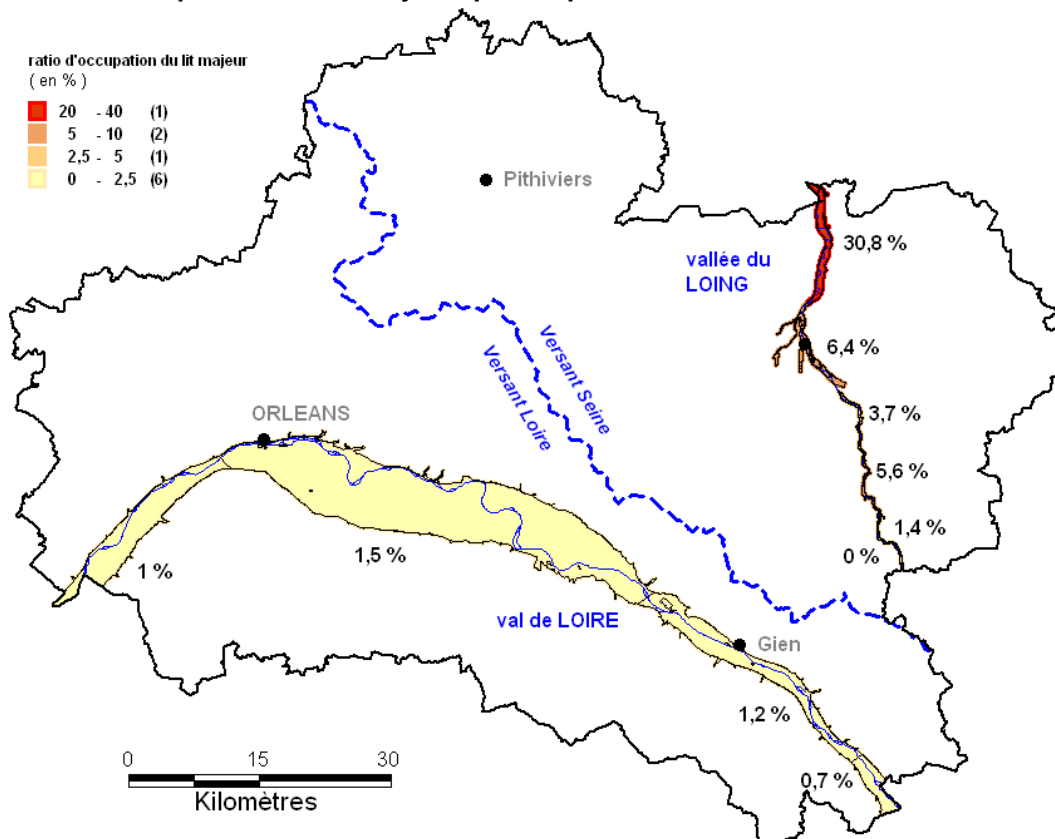 ratio d'occupation du lit majeur
( en % )
20 - 40 (1)
5 - 10 (2)
2,5 - 5 (1)
0 - 2,5 (6)
Pithiviers
vallée du
LOING
30,8 %
6,4 %
Versant Seine
Versant Loire
3,7 %
ORLEANS
5,6 %
1,4 %
0 %
1,5 %
1 %
val de LOIRE
Gien
1,2 %
0,7 %
0 15 30
Kilomètres